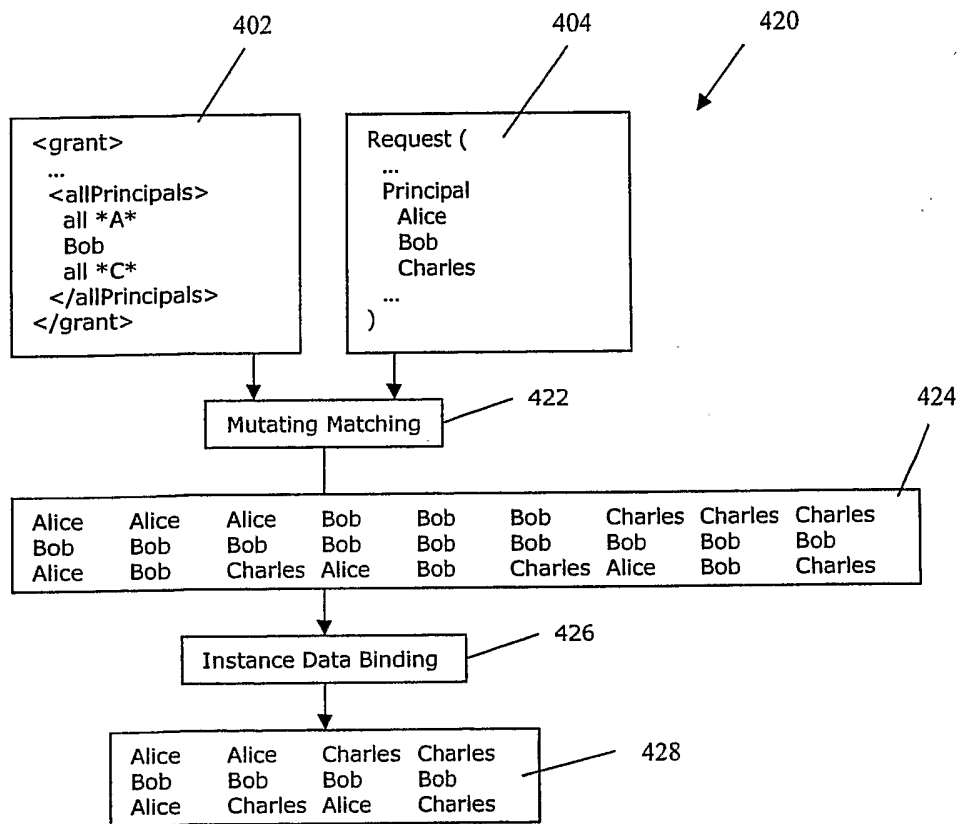 402
404
420
<grant>
...
<allPrincipals>
all *A*
Bob
all *C*
</allPrincipals>
</grant>
Request (
...
Principal
Alice
Bob
Charles
...
)
Mutating Matching
422
424
Alice Alice Alice Bob Bob Bob Charles Charles Charles
Bob Bob Bob Bob Bob Bob Bob Bob Bob
Alice Bob Charles Alice Bob Charles Alice Bob Charles
Instance Data Binding
426
Alice Alice Charles Charles
Bob Bob Bob Bob
Alice Charles Alice Charles
428